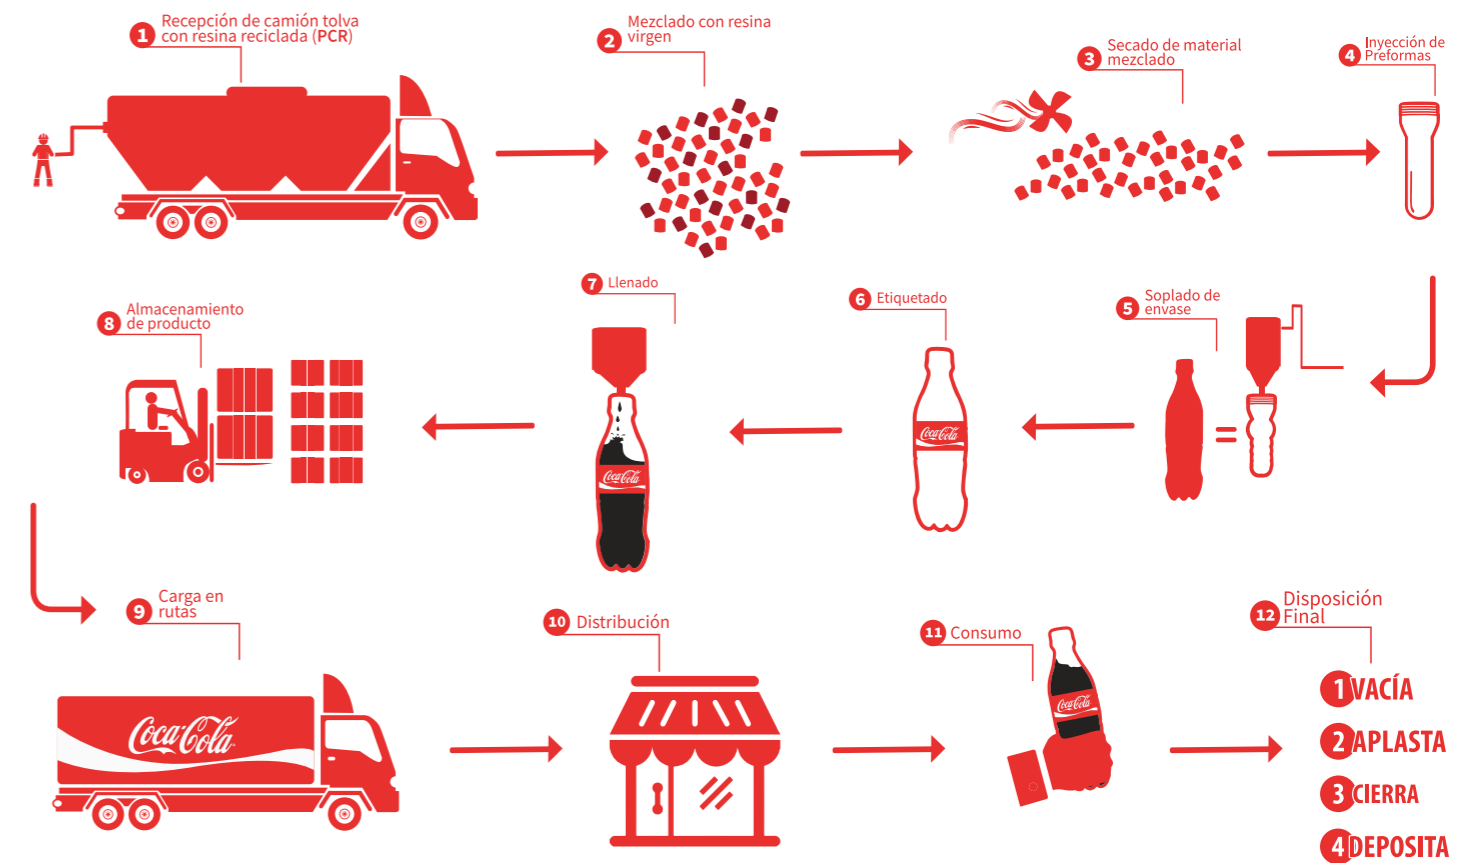 1 Recepción de camión tolva
con resina reciclada (PCR)
2 Mezclado con resina
virgen
3 Secado de material
mezclado
4 Inyección de
Preformas
5 Soplado de
envase
6 Etiquetado
Coca-Cola
7 Llenado
Coca-Cola
8 Almacenamiento
de producto
9 Carga en
rutas
Coca-Cola
10 Distribución
11 Consumo
Coca-Cola
12 Disposición
Final
1 VACÍA
2 APLASTA
3 CIERRA
4 DEPOSITA